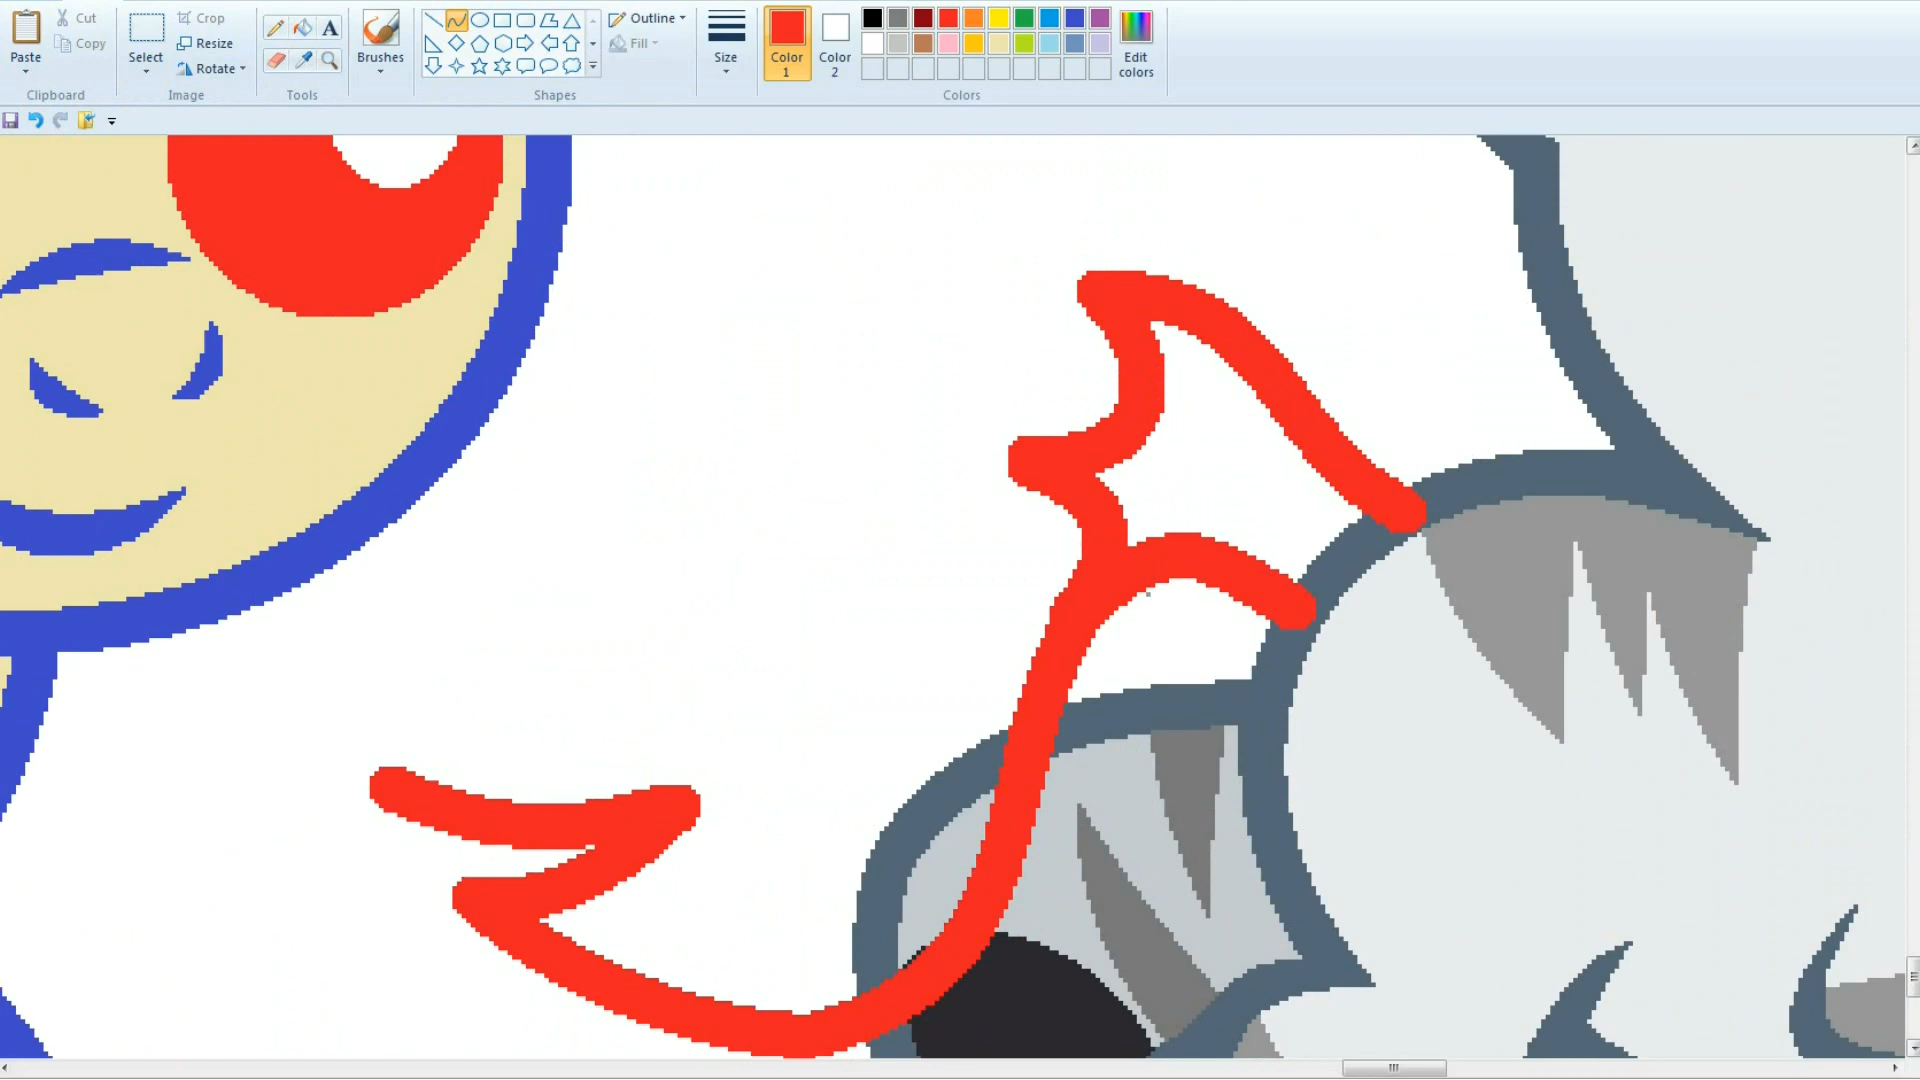 Paste
Cut
Copy
Clipboard
Select
Crop
Resize
Rotate
Image
A
Tools
Brushes
Outline
Fill
Shapes
Size
Color
1
Color
2
Edit
colors
Colors